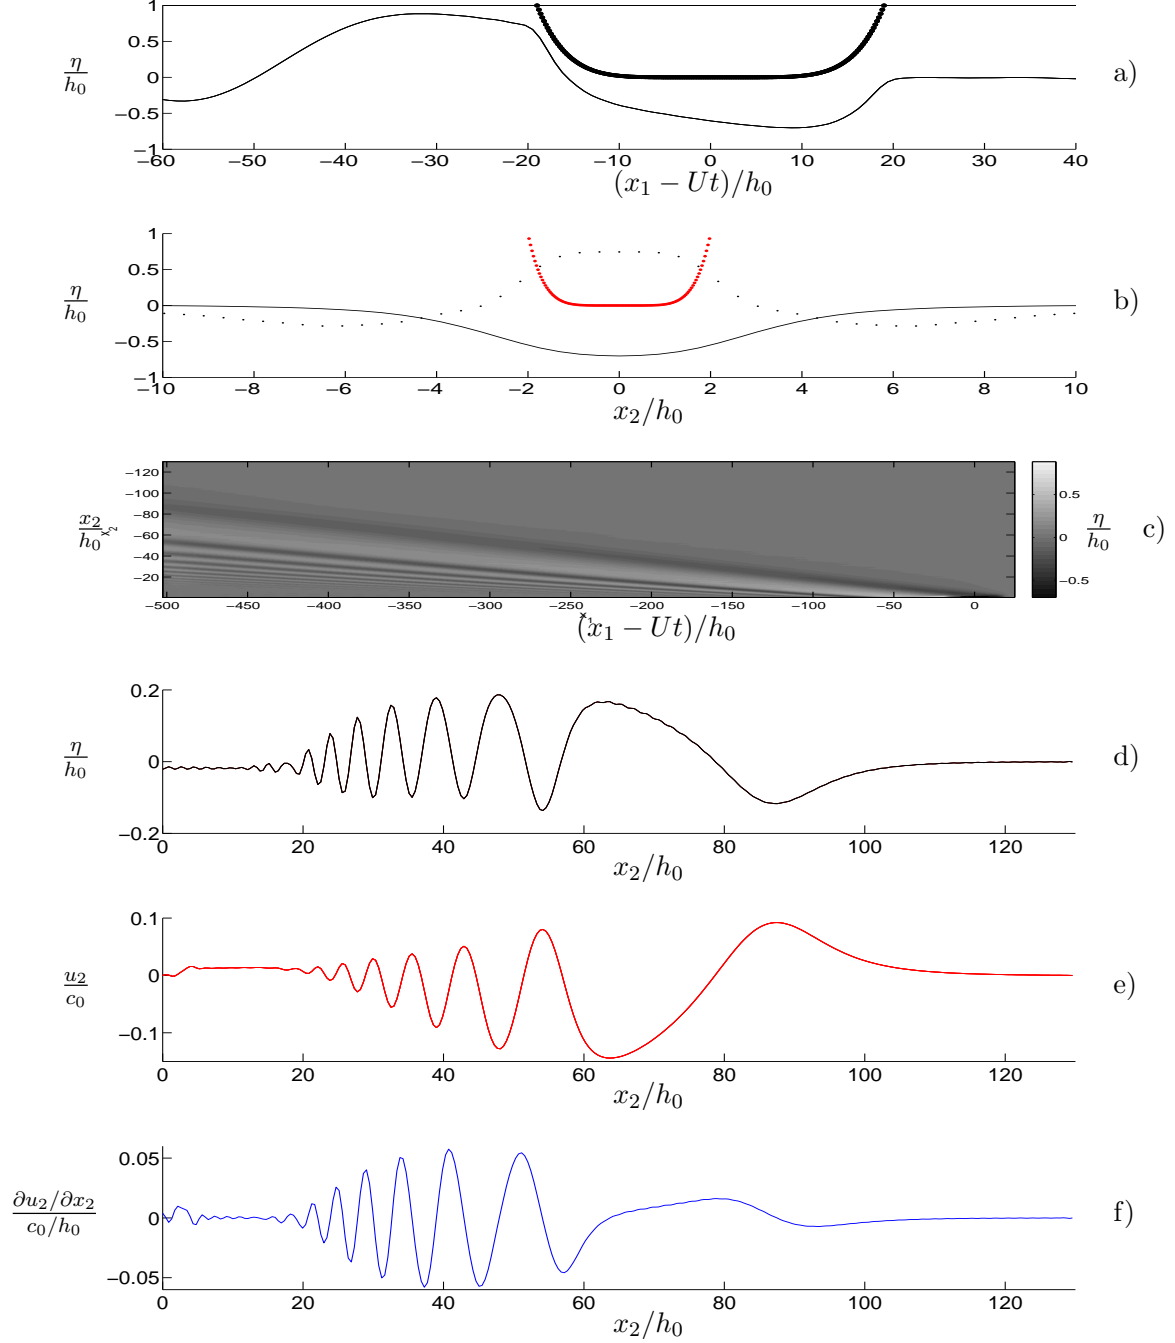 1
0.5
0
−0.5
−1
η/h0
−60 −50 −40 −30 −20 −10 0 10 20 30 40
(x1 − Ut)/h0
a)
1
0.5
0
−0.5
−1
η/h0
−10 −8 −6 −4 −2 0 2 4 6 8 10
x2/h0
b)
−120
−100
−80
−60
−40
−20
x2/h0
x2
−500 −450 −400 −350 −300 −250 −200 −150 −100 −50 0
x1
(x1 − Ut)/h0
0.5
0
−0.5
η/h0
c)
0.2
0
−0.2
η/h0
0 20 40 60 80 100 120
x2/h0
d)
0.1
0
−0.1
u2/c0
0 20 40 60 80 100 120
x2/h0
e)
0.05
0
−0.05
∂u2/∂x2
c0/h0
0 20 40 60 80 100 120
x2/h0
f)